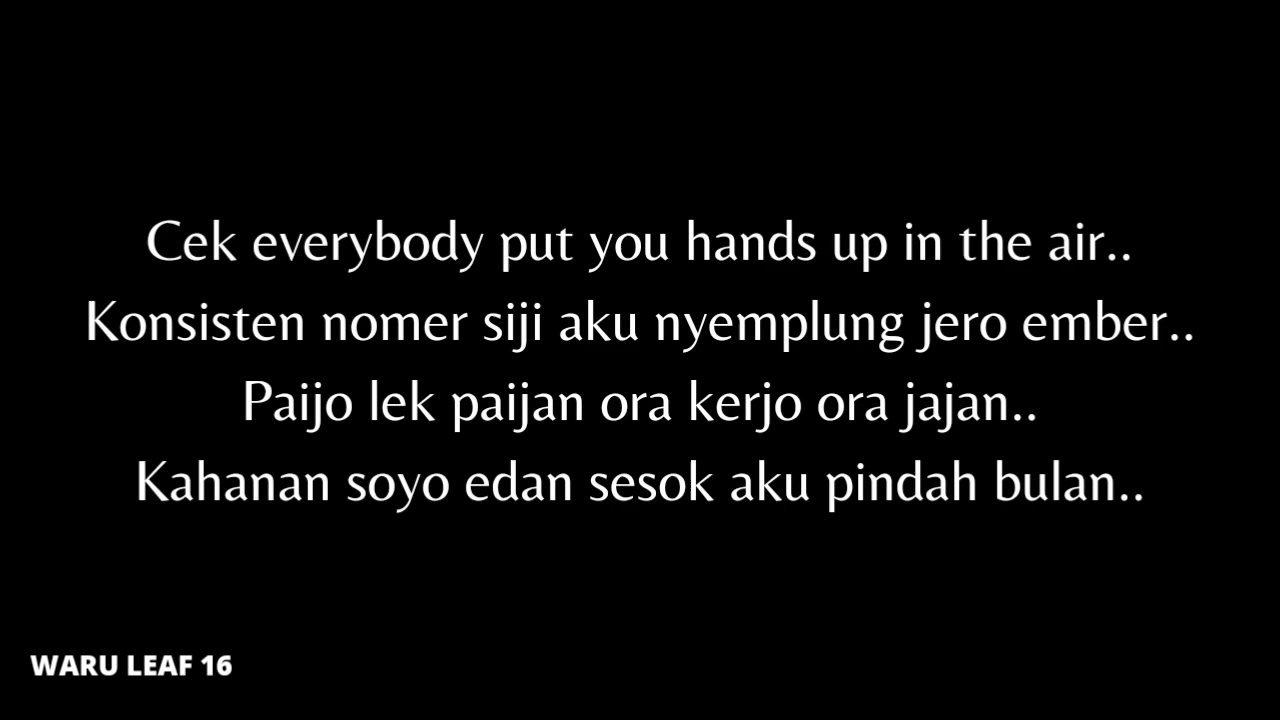 Cek everybody put you hands up in the air..
Konsisten nomer siji aku nyemplung jero ember..
Paijo lek paijan ora kerjo ora jajan..
Kahanan soyo edan sesok aku pindah bulan..
WARU LEAF 16